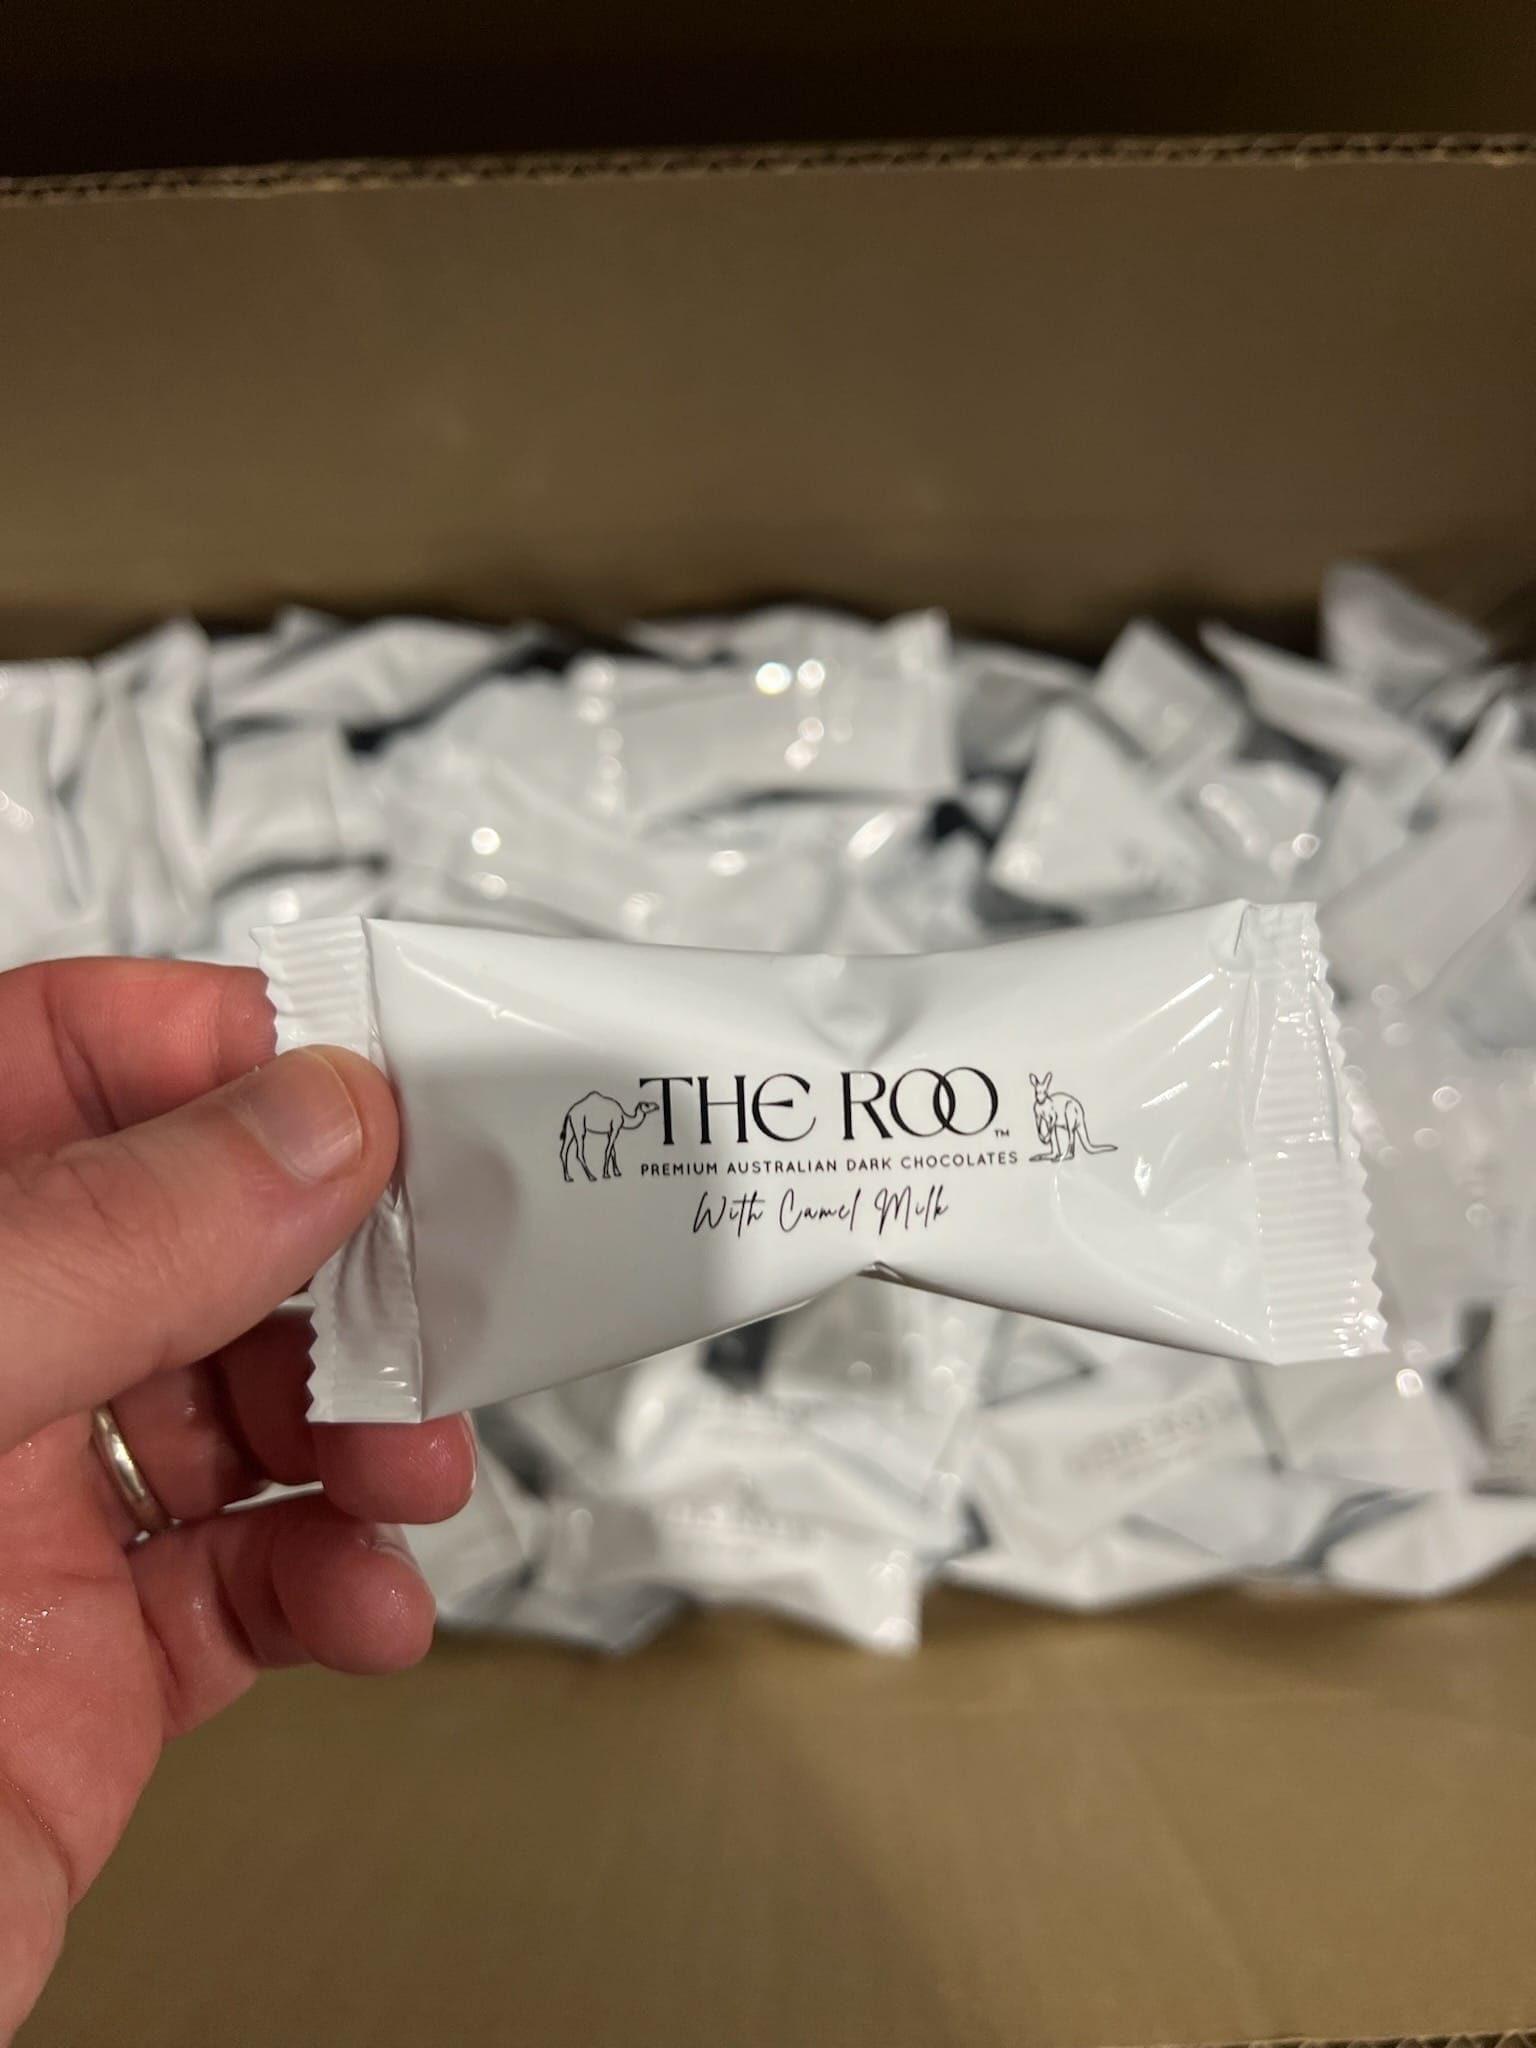 THE ROO™
PREMIUM AUSTRALIAN DARK CHOCOLATES
With Camel Milk